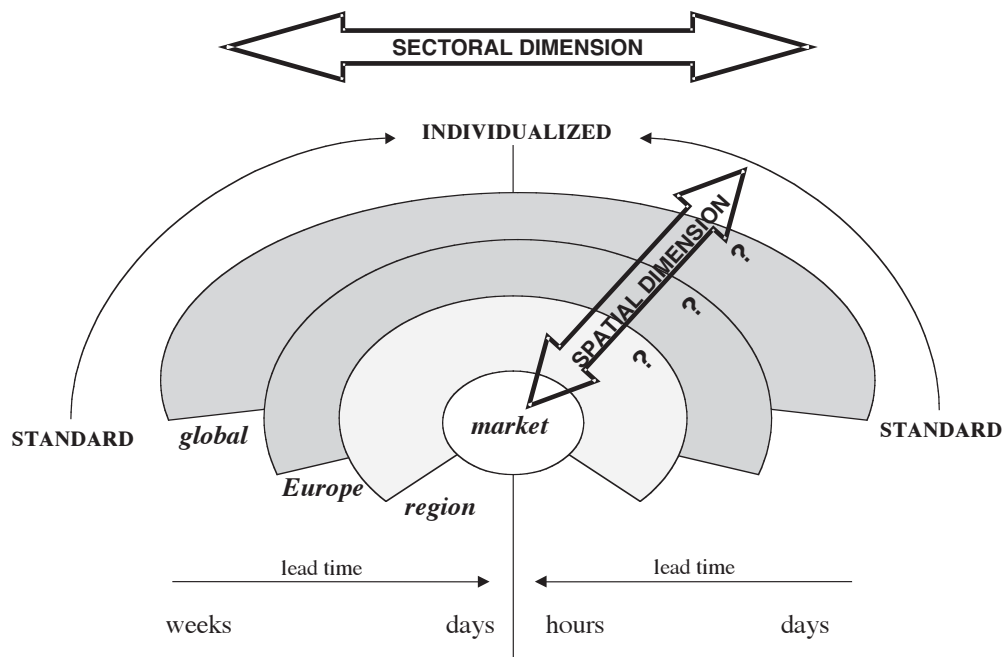 SECTORAL DIMENSION
INDIVIDUALIZED
SPATIAL DIMENSION
?
?
?
STANDARD
global
market
STANDARD
Europe
region
lead time
lead time
weeks
days
hours
days